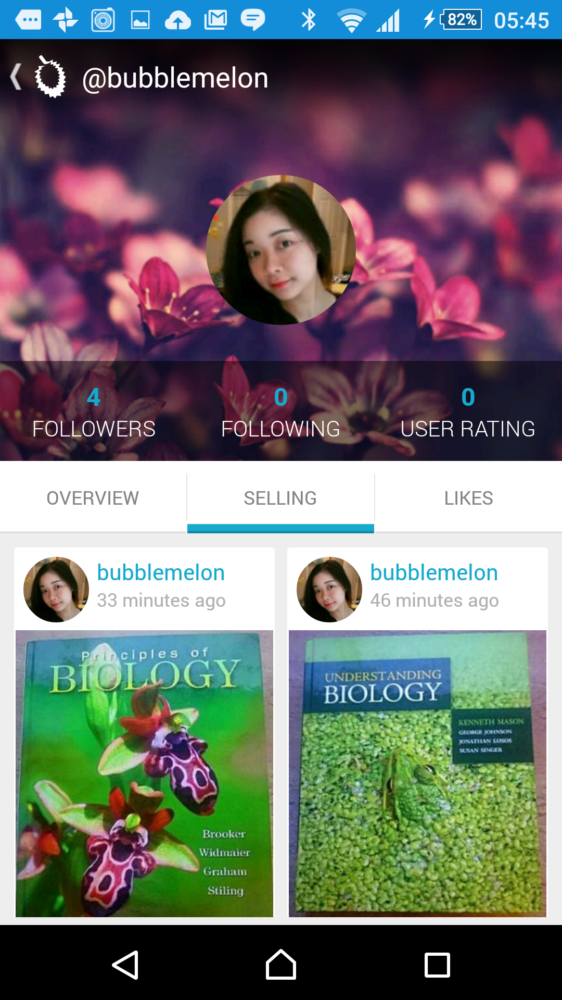 82% 05:45
@bubblemelon
4 0 0
FOLLOWERS FOLLOWING USER RATING
OVERVIEW SELLING LIKES
bubblemelon
33 minutes ago
Principles of
BIOLOGY
Brooker
Widmaier
Graham
Stiling
bubblemelon
46 minutes ago
UNDERSTANDING
BIOLOGY
KENNETH MASON
GEORGE JOHNSON
JONATHAN LOSOS
SUSAN SINGER